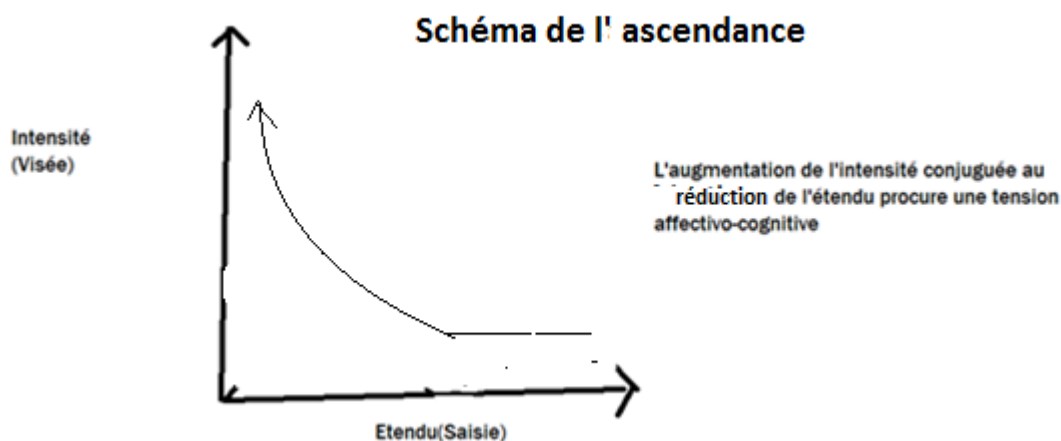 Schéma de l' ascendance
Intensité
(Visée)
L'augmentation de l'intensité conjuguée au
réduction de l'étendu procure une tension
affectivo-cognitive
Etendu(Saisie)